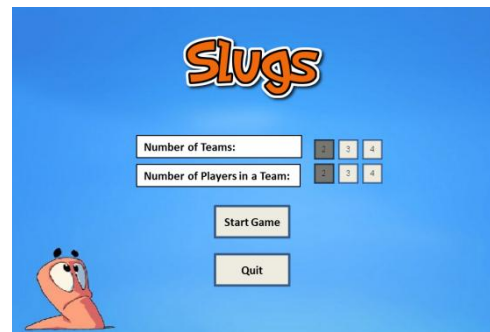 Slugs
Number of Teams: 2 3 4
Number of Players in a Team: 2 3 4
Start Game
Quit